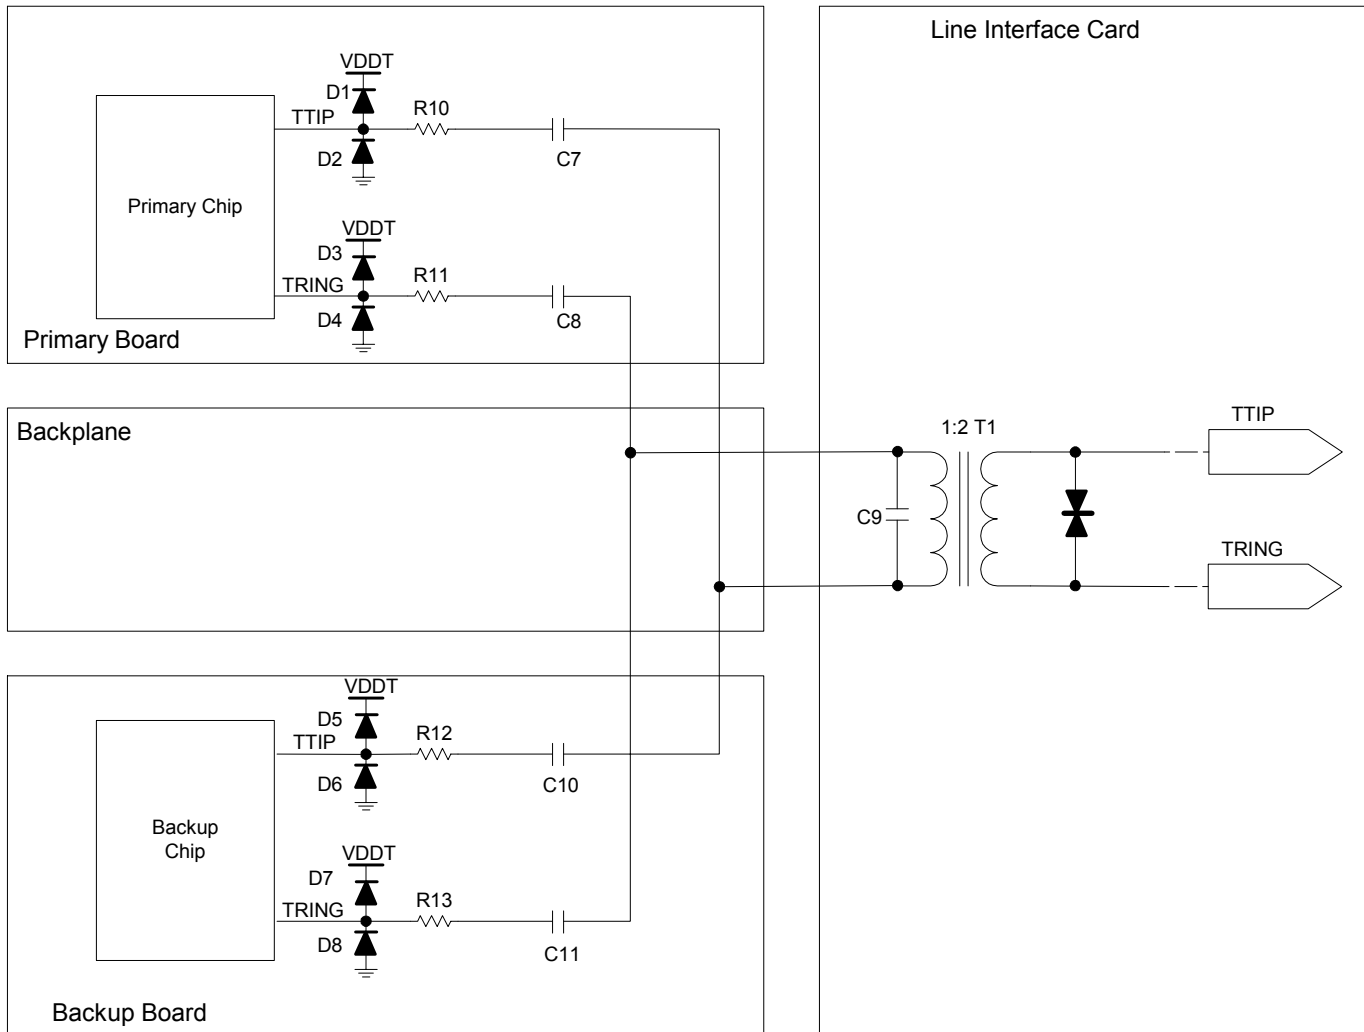 Line Interface Card
VDDT
D1
R10
TTIP
D2
C7
Primary Chip
VDDT
D3
R11
TRING
D4
C8
Primary Board
Backplane
1:2 T1
TTIP
C9
TRING
VDDT
D5
R12
TTIP
D6
C10
Backup
Chip
VDDT
D7
R13
TRING
D8
C11
Backup Board